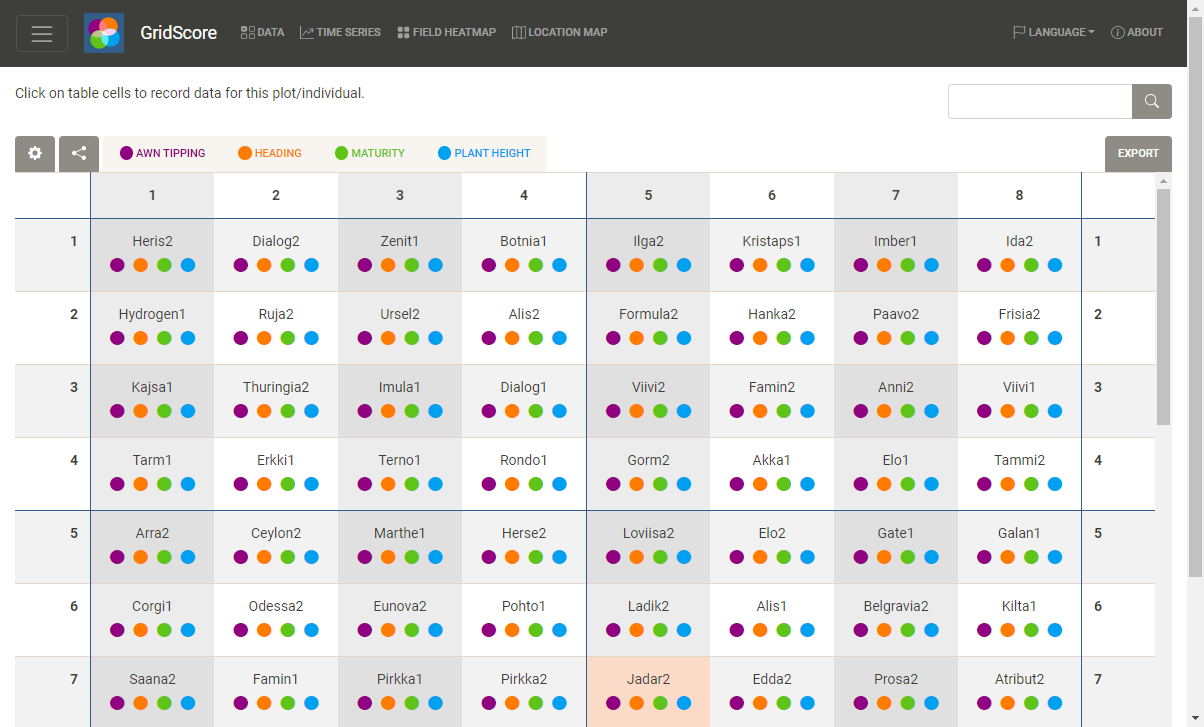 GridScore DATA TIME SERIES FIELD HEATMAP LOCATION MAP LANGUAGE ABOUT
Click on table cells to record data for this plot/individual.
AWN TIPPING HEADING MATURITY PLANT HEIGHT EXPORT
1 2 3 4 5 6 7 8
1 Heris2 Dialog2 Zenit1 Botnia1 Ilga2 Kristaps1 Imber1 Ida2 1
2 Hydrogen1 Ruja2 Ursel2 Alis2 Formula2 Hanka2 Paavo2 Frisia2 2
3 Kajsa1 Thuringia2 Imula1 Dialog1 Viivi2 Famin2 Anni2 Viivi1 3
4 Tarm1 Erkki1 Terno1 Rondo1 Gorm2 Akka1 Elo1 Tammi2 4
5 Arra2 Ceylon2 Marthe1 Herse2 Loviisa2 Elo2 Gate1 Galan1 5
6 Corgi1 Odessa2 Eunova2 Pohto1 Ladik2 Alis1 Belgravia2 Kilta1 6
7 Saana2 Famin1 Pirkka1 Pirkka2 Jadar2 Edda2 Prosa2 Atribut2 7